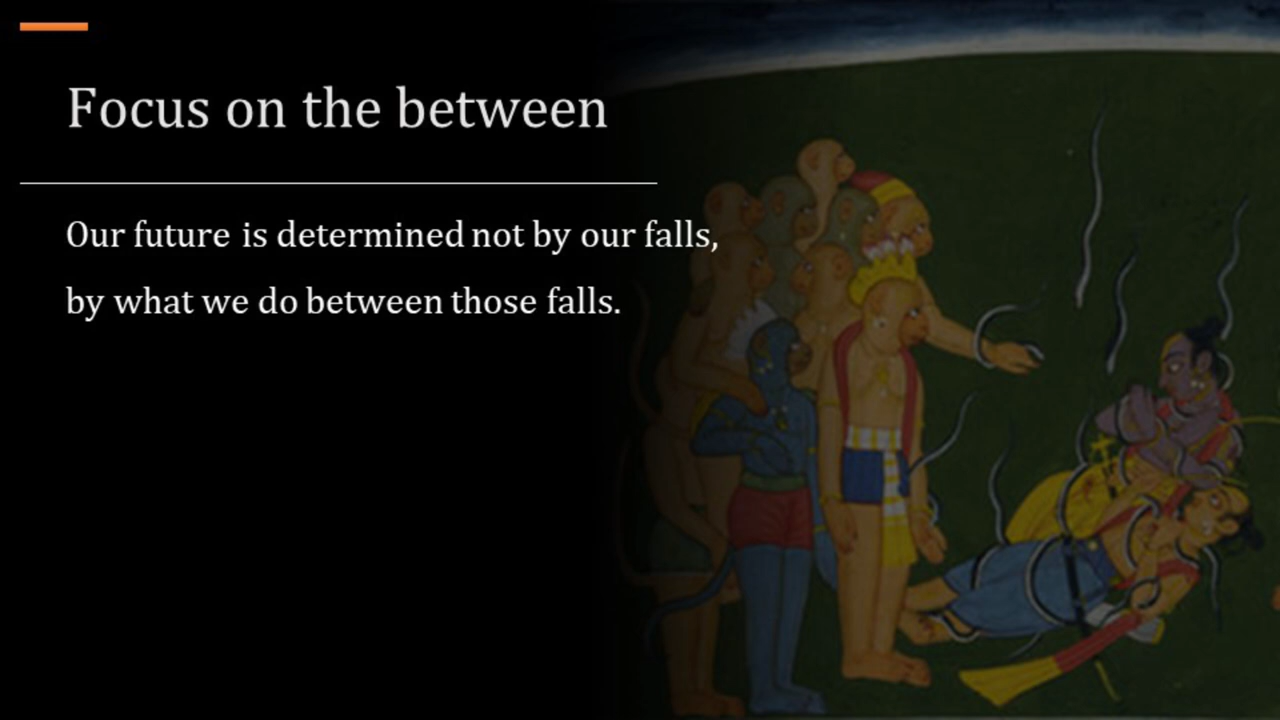 Focus on the between
Our future is determined not by our falls,
by what we do between those falls.